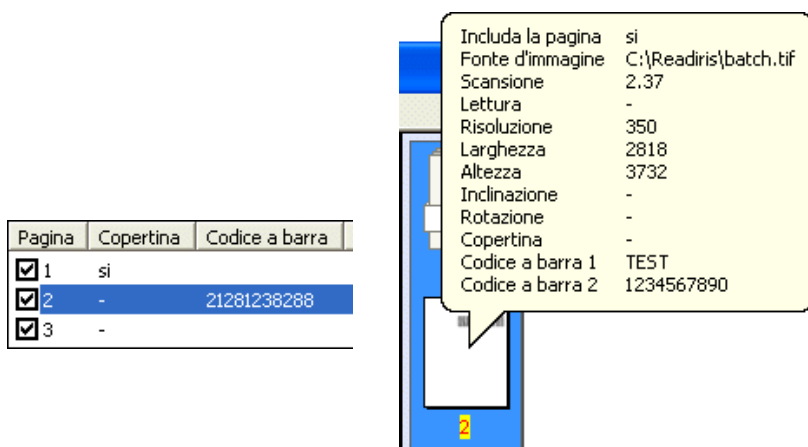 Pagina Copertina Codice a barra
1 si
2 - 21281238288
3 -
Includa la pagina si
Fonte d'immagine C:\Readiris\batch.tif
Scansione 2.37
Lettura -
Risoluzione 350
Larghezza 2818
Altezza 3732
Inclinazione -
Rotazione -
Copertina -
Codice a barra 1 TEST
Codice a barra 2 1234567890
2